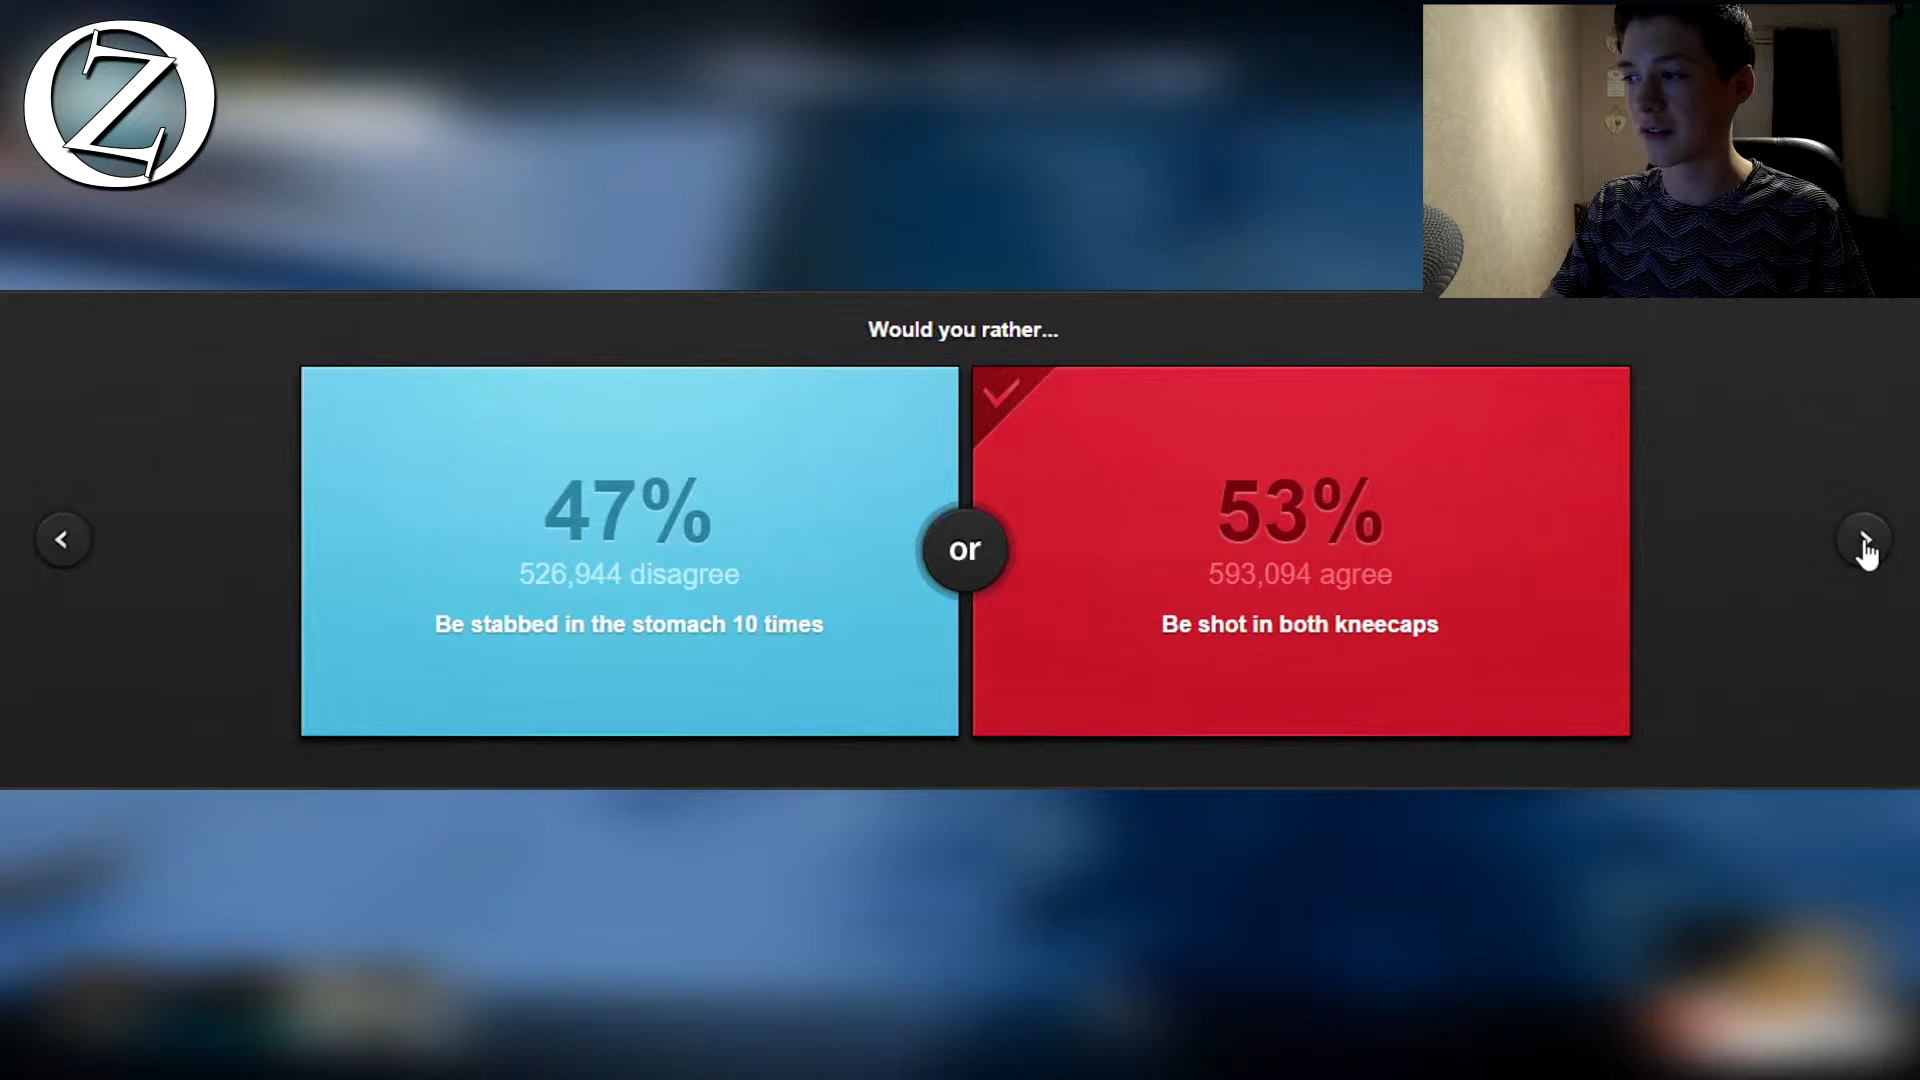 OZ
Would you rather...
47%
526,944 disagree
Be stabbed in the stomach 10 times
or
53%
593,094 agree
Be shot in both kneecaps